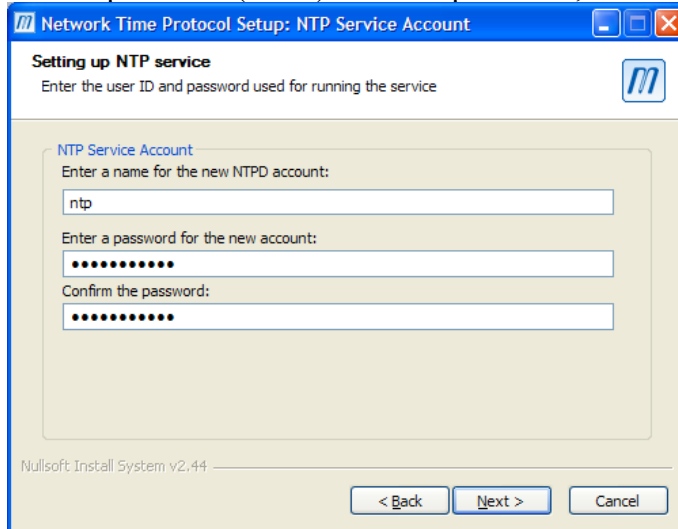 Network Time Protocol Setup: NTP Service Account
Setting up NTP service
Enter the user ID and password used for running the service
NTP Service Account
Enter a name for the new NTPD account:
ntp
Enter a password for the new account:
•••••••••••
Confirm the password:
•••••••••••
Nullsoft Install System v2.44
< Back Next > Cancel